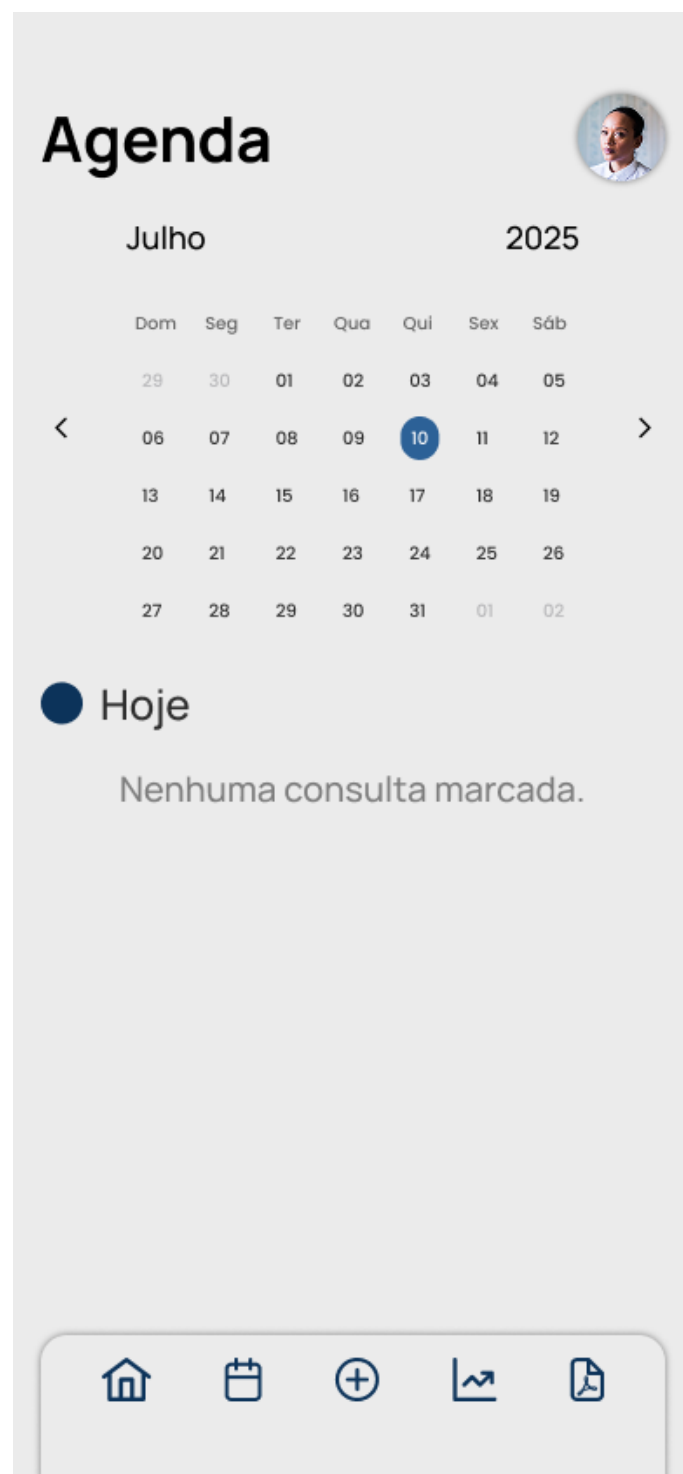 Agenda
Julho 2025
Dom Seg Ter Qua Qui Sex Sáb
29 30 01 02 03 04 05
06 07 08 09 10 11 12
13 14 15 16 17 18 19
20 21 22 23 24 25 26
27 28 29 30 31 01 02
Hoje
Nenhuma consulta marcada.